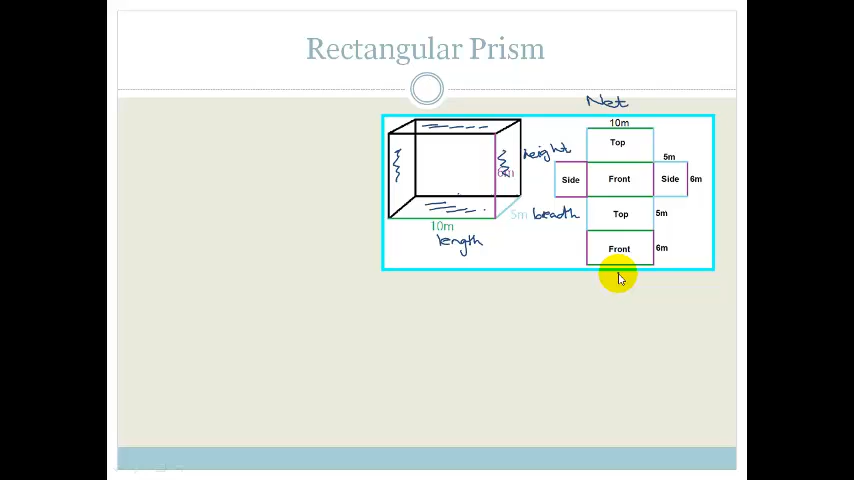 Rectangular Prism
Net
10m
Top
height
5m
6m
Side
Front
Side
6m
5m
breadth
Top
5m
10m
length
Front
6m